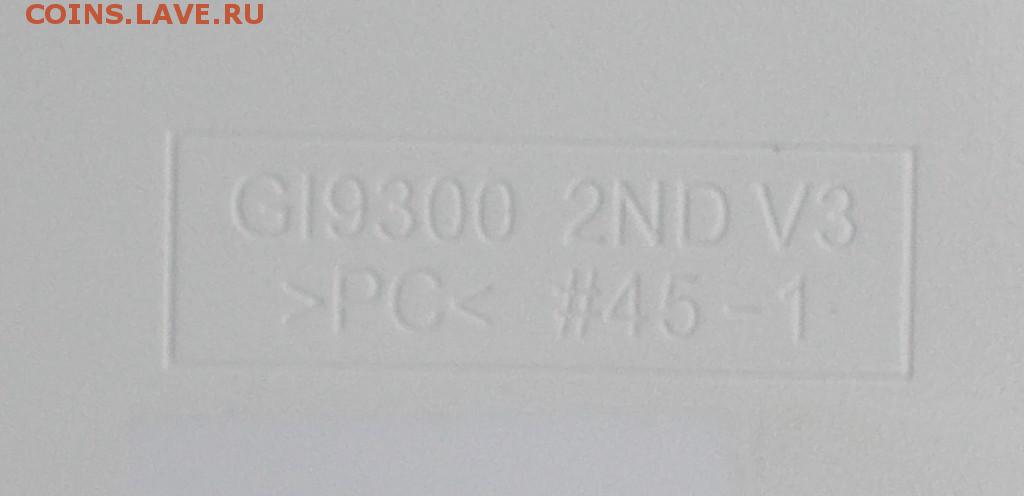 COINS.LAVE.RU
GI9300 2ND V3
>PC< #45-1